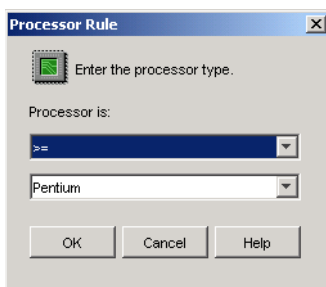 Processor Rule
Enter the processor type.
Processor is:
>=
Pentium
OK Cancel Help